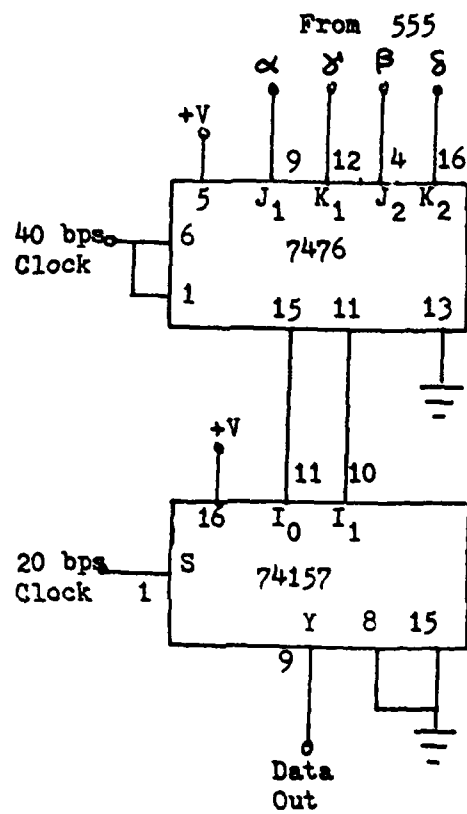 From 555
α γ β δ
+V
9 12 4 16
5 J1 K1 J2 K2
40 bps
Clock
6
7476
1
15 11 13
+V
11 10
16 I0 I1
20 bps
Clock
S
1
74157
Y 8 15
9
Data
Out